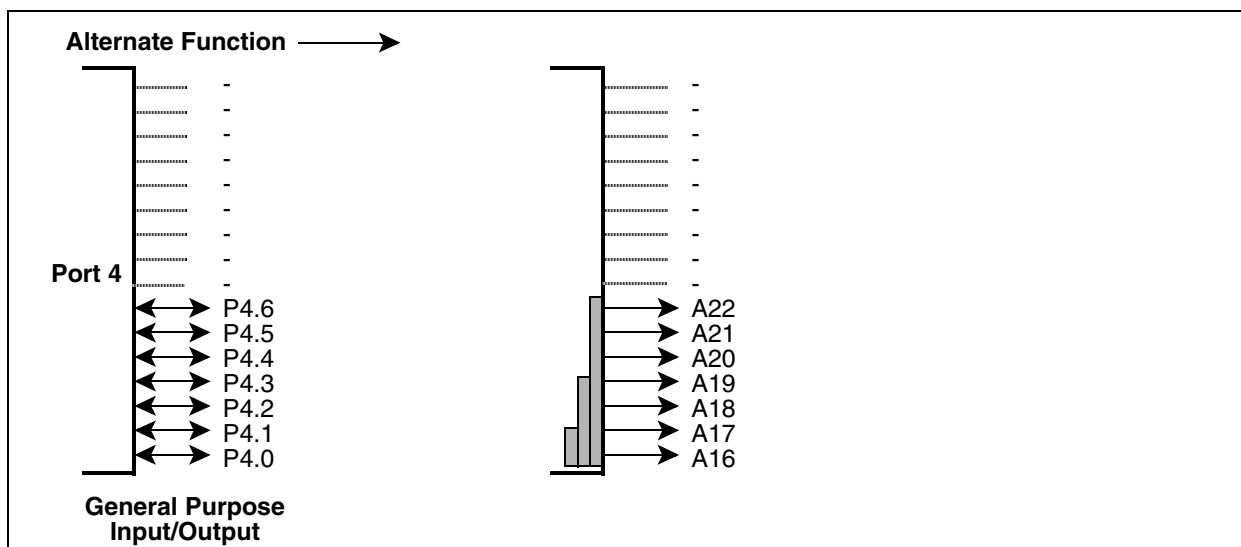 Alternate Function
- -
- -
- -
- -
- -
- -
- -
- -
Port 4 - -
P4.6 A22
P4.5 A21
P4.4 A20
P4.3 A19
P4.2 A18
P4.1 A17
P4.0 A16
General Purpose
Input/Output